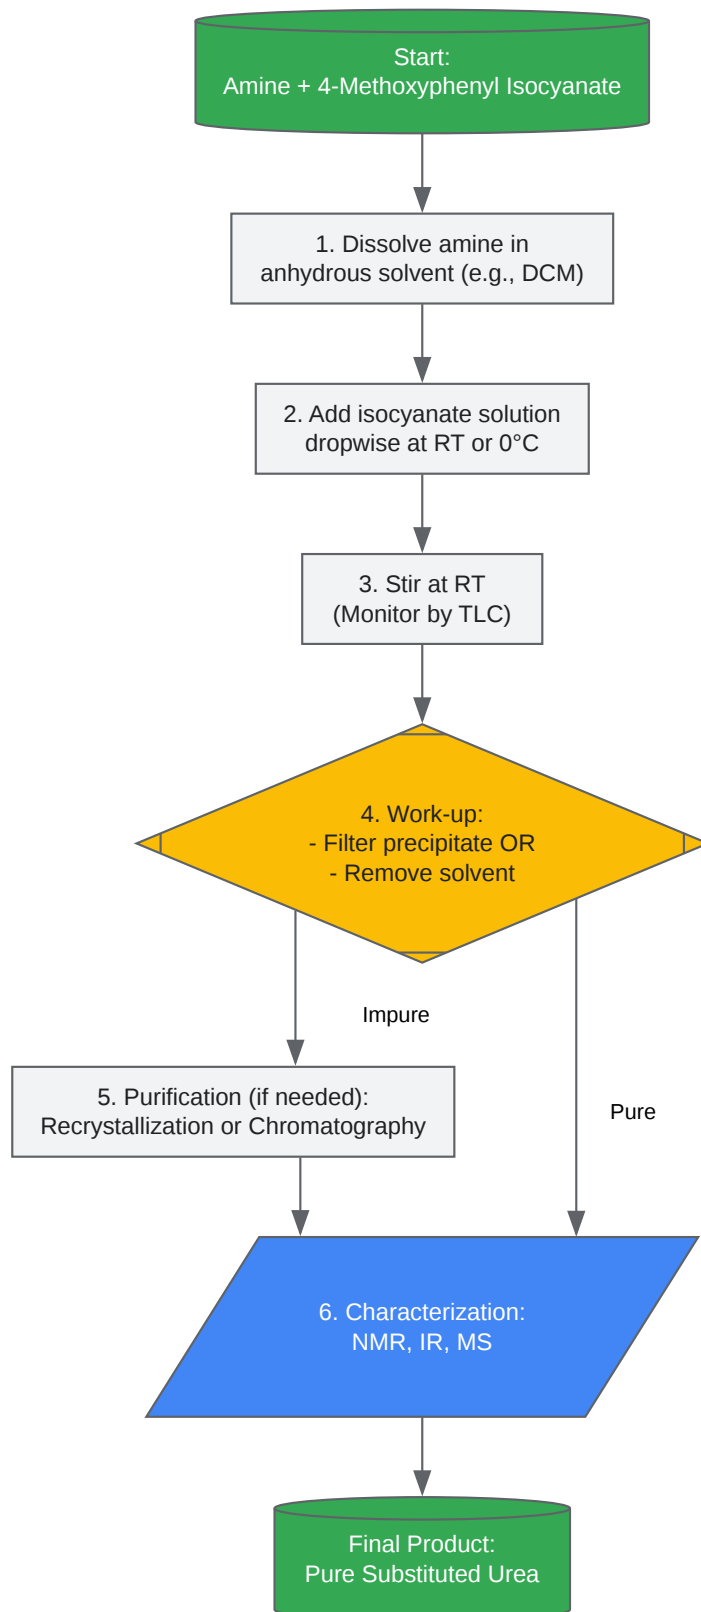 Start:
Amine + 4-Methoxyphenyl Isocyanate
1. Dissolve amine in
anhydrous solvent (e.g., DCM)
2. Add isocyanate solution
dropwise at RT or 0°C
3. Stir at RT
(Monitor by TLC)
4. Work-up:
- Filter precipitate OR
- Remove solvent
Impure
5. Purification (if needed):
Recrystallization or Chromatography
Pure
6. Characterization:
NMR, IR, MS
Final Product:
Pure Substituted Urea